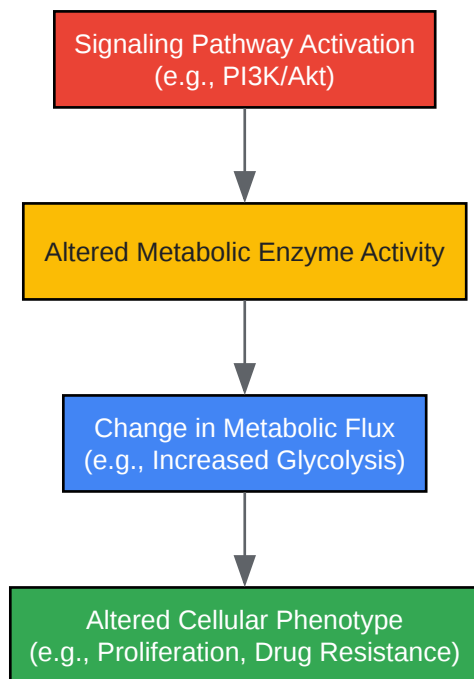 Signaling Pathway Activation
(e.g., PI3K/Akt)
Altered Metabolic Enzyme Activity
Change in Metabolic Flux
(e.g., Increased Glycolysis)
Altered Cellular Phenotype
(e.g., Proliferation, Drug Resistance)